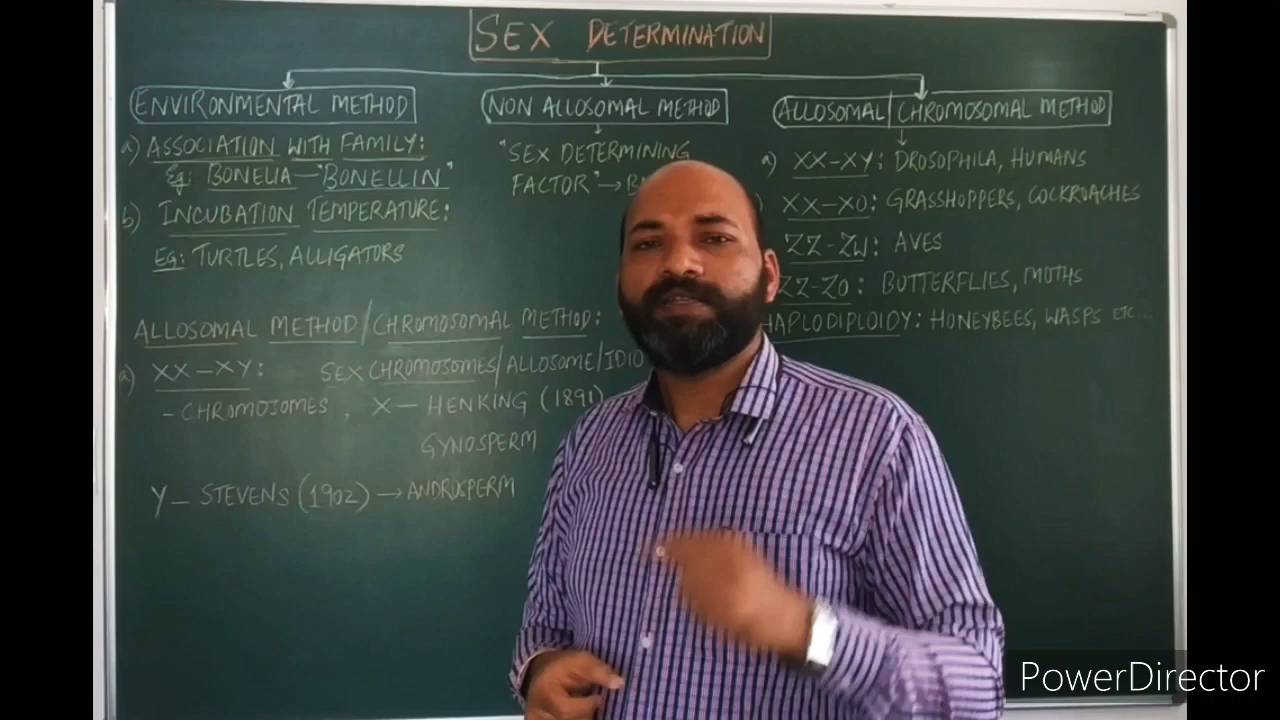 SEX DETERMINATION
ENVIRONMENTAL METHOD
a) ASSOCIATION WITH FAMILY:
Eg: BONELIA — "BONELLIN"
b) INCUBATION TEMPERATURE:
EG: TURTLES, ALLIGATORS
NON ALLOSOMAL METHOD
"SEX DETERMINING
FACTOR" →
ALLOSOMAL/CHROMOSOMAL METHOD
a) XX-XY: DROSOPHILA, HUMANS
XX-XO: GRASSHOPPERS, COCKROACHES
ZZ-ZW: AVES
ZZ-ZO: BUTTERFLIES, MOTHS
HAPLODIPLOIDY: HONEYBEES, WASPS ETC...
ALLOSOMAL METHOD/CHROMOSOMAL METHOD:
a) XX-XY: SEX CHROMOSOMES/ALLOSOME/
- CHROMOSOMES, X — HENKING (1891)
GYNOSPERM
Y — STEVENS (1902) → ANDROSPERM
PowerDirector